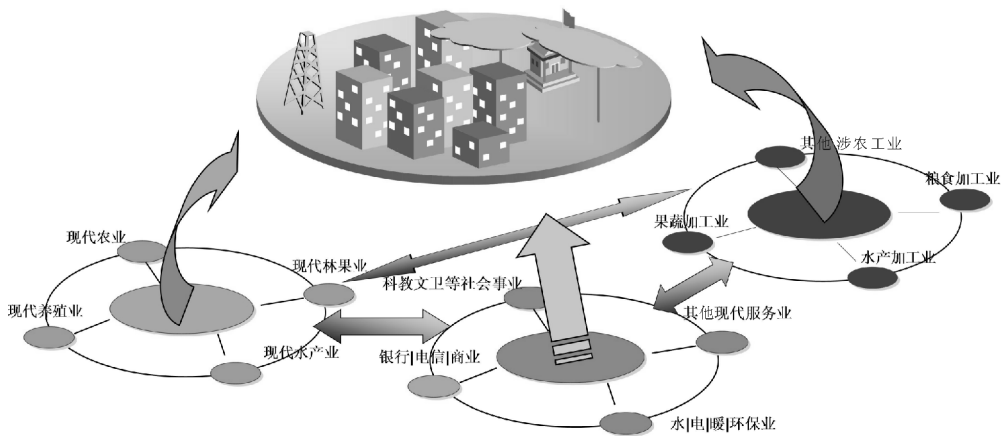 其他涉农工业
粮食加工业
果蔬加工业
水产加工业
现代农业
现代林果业
现代养殖业
现代水产业
科教文卫等社会事业
其他现代服务业
银行|电信|商业
水|电|暖|环保业